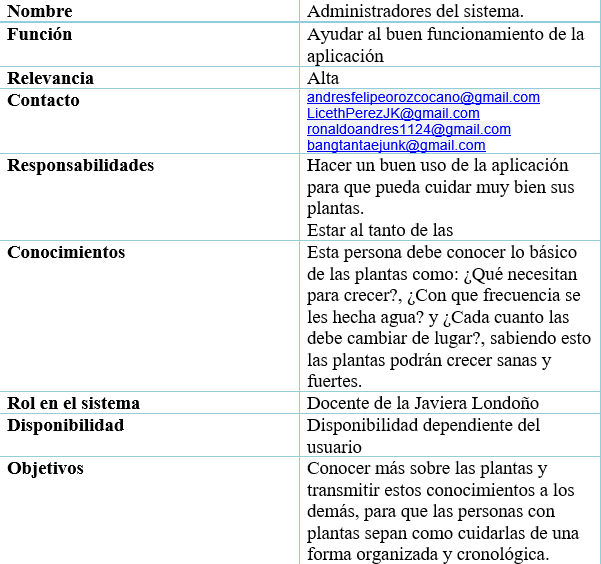 Nombre Administradores del sistema.
Función Ayudar al buen funcionamiento de la
aplicación
Relevancia Alta
Contacto andresfelipeorozcocano@gmail.com
LicethPerezJK@gmail.com
ronaldoandres1124@gmail.com
bangtantaejunk@gmail.com
Responsabilidades Hacer un buen uso de la aplicación
para que pueda cuidar muy bien sus
plantas.
Estar al tanto de las
Conocimientos Esta persona debe conocer lo básico
de las plantas como: ¿Qué necesitan
para crecer?, ¿Con que frecuencia se
les hecha agua? y ¿Cada cuanto las
debe cambiar de lugar?, sabiendo esto
las plantas podrán crecer sanas y
fuertes.
Rol en el sistema Docente de la Javiera Londoño
Disponibilidad Disponibilidad dependiente del
usuario
Objetivos Conocer más sobre las plantas y
transmitir estos conocimientos a los
demás, para que las personas con
plantas sepan como cuidarlas de una
forma organizada y cronológica.